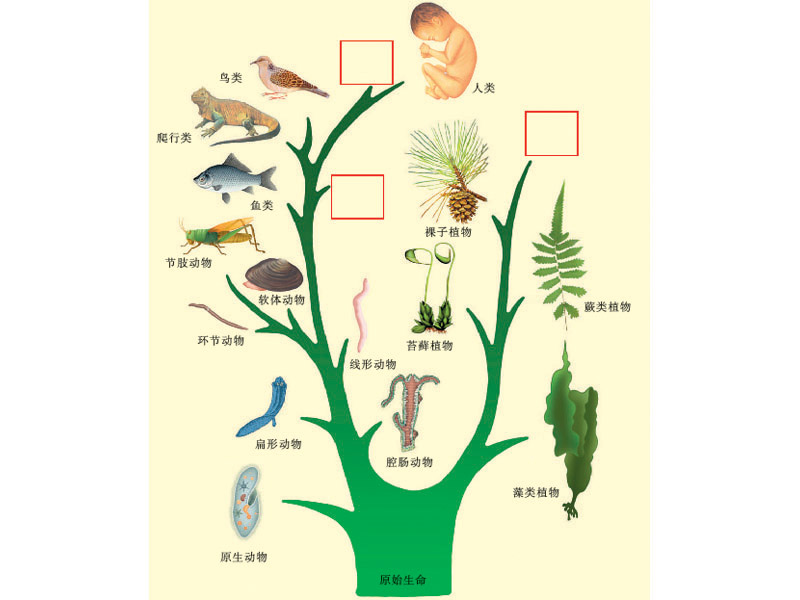 鸟类
人类
爬行类
鱼类
裸子植物
节肢动物
软体动物
蕨类植物
环节动物
苔藓植物
线形动物
扁形动物
腔肠动物
藻类植物
原生动物
原始生命